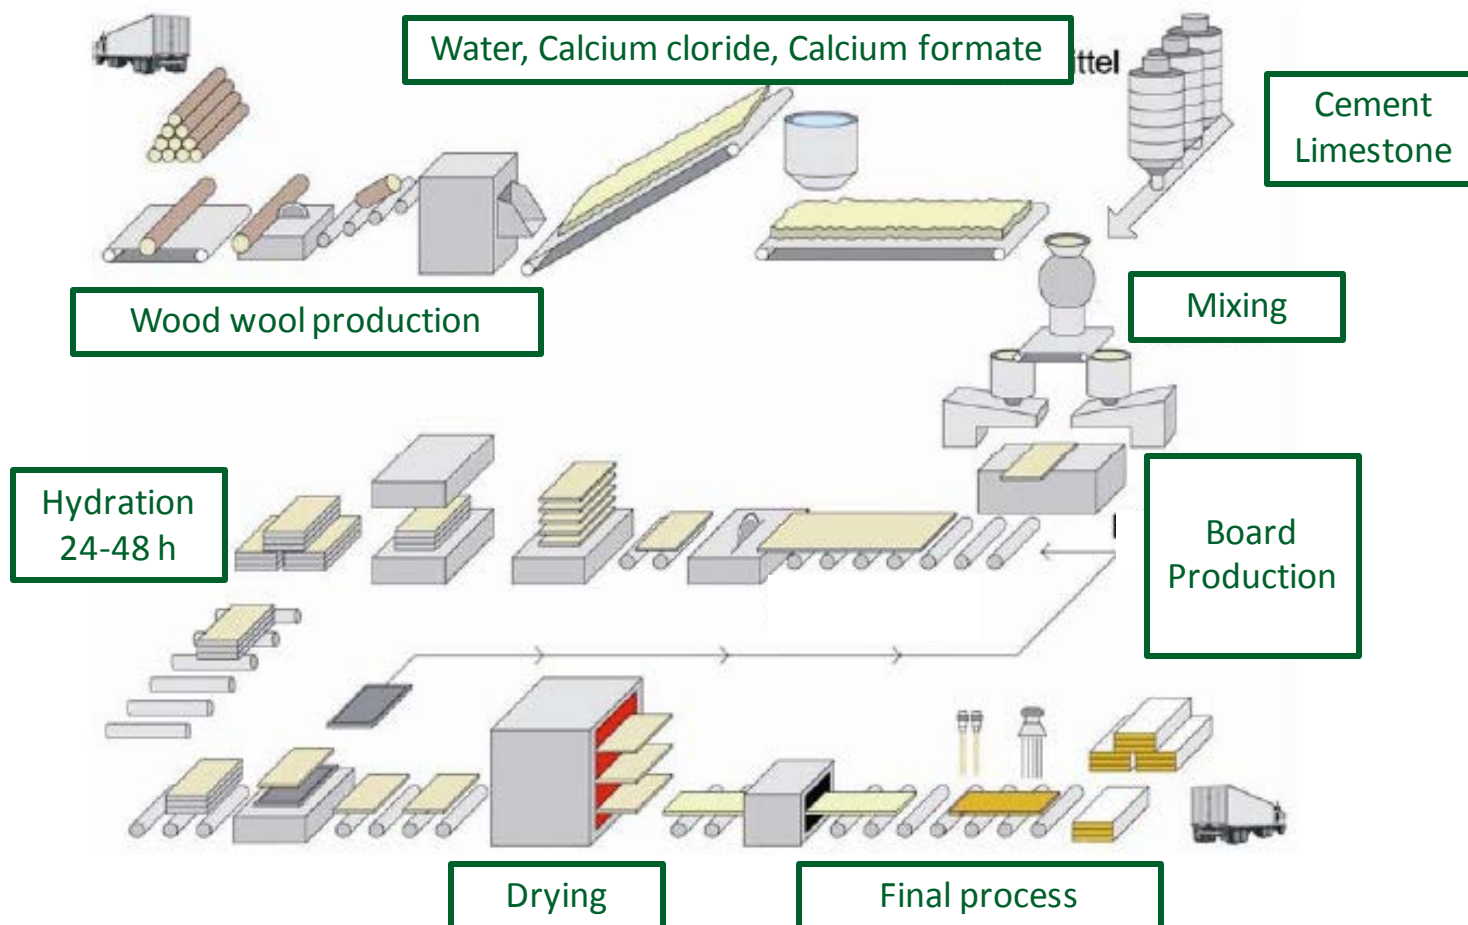 Water, Calcium cloride, Calcium formate
ittel
Cement
Limestone
Wood wool production
Mixing
Hydration
24-48 h
Board
Production
Drying
Final process